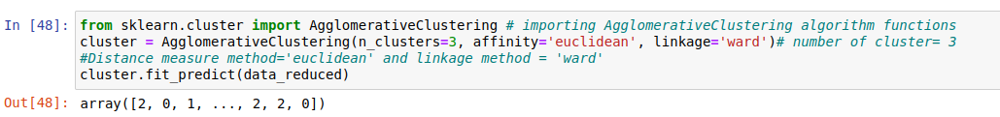 In [48]: from sklearn.cluster import AgglomerativeClustering # importing AgglomerativeClustering algorithm functions
cluster = AgglomerativeClustering(n_clusters=3, affinity='euclidean', linkage='ward')# number of cluster= 3
#Distance measure method='euclidean' and linkage method = 'ward'
cluster.fit_predict(data_reduced)
Out[48]: array([2, 0, 1, ..., 2, 2, 0])